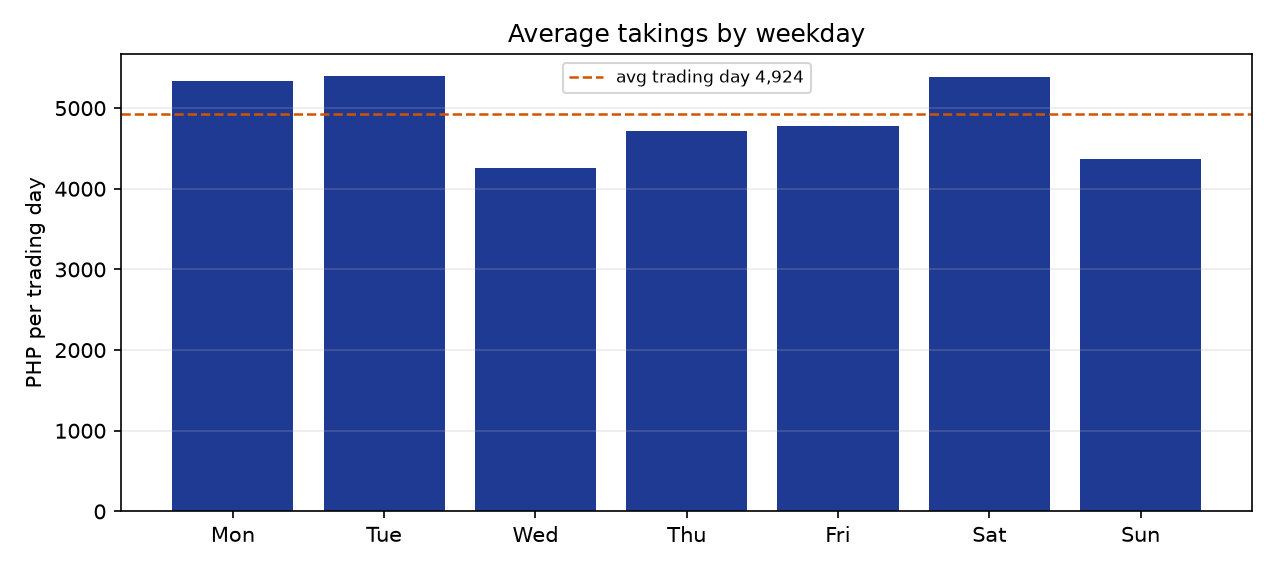 Average takings by weekday
avg trading day 4,924
PHP per trading day
5000
4000
3000
2000
1000
0
Mon Tue Wed Thu Fri Sat Sun